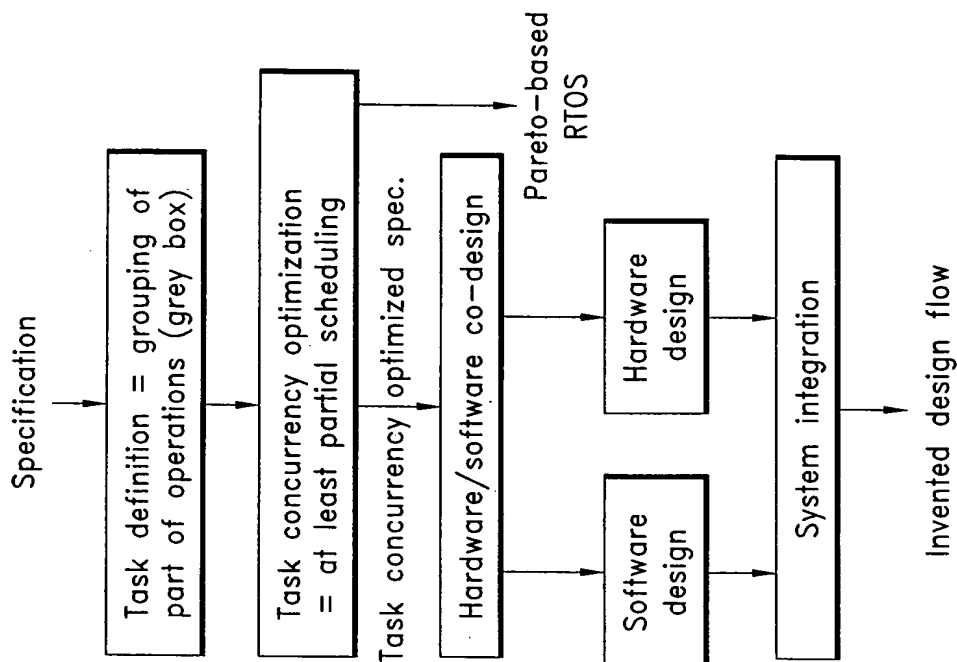 Specification
Task definition = grouping of
part of operations (grey box)
Task concurrency optimization
= at least partial scheduling
Task concurrency optimized spec.
Pareto-based
RTOS
Hardware/software co-design
Software
design
Hardware
design
System integration
Invented design flow